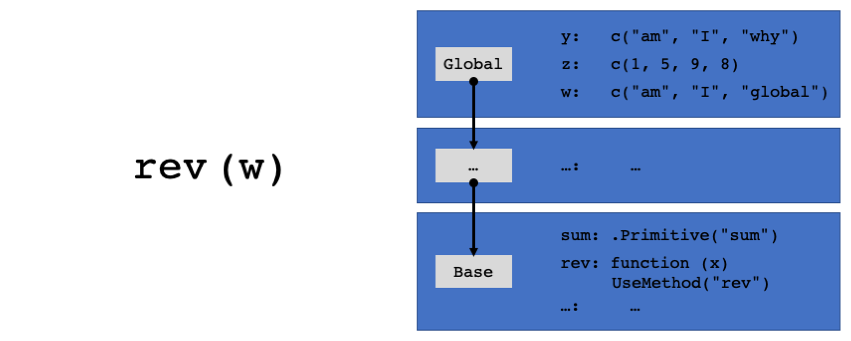 rev(w)
Global
y: c("am", "I", "why")
z: c(1, 5, 9, 8)
w: c("am", "I", "global")
…
…: …
Base
sum: .Primitive("sum")
rev: function (x)
UseMethod("rev")
…: …